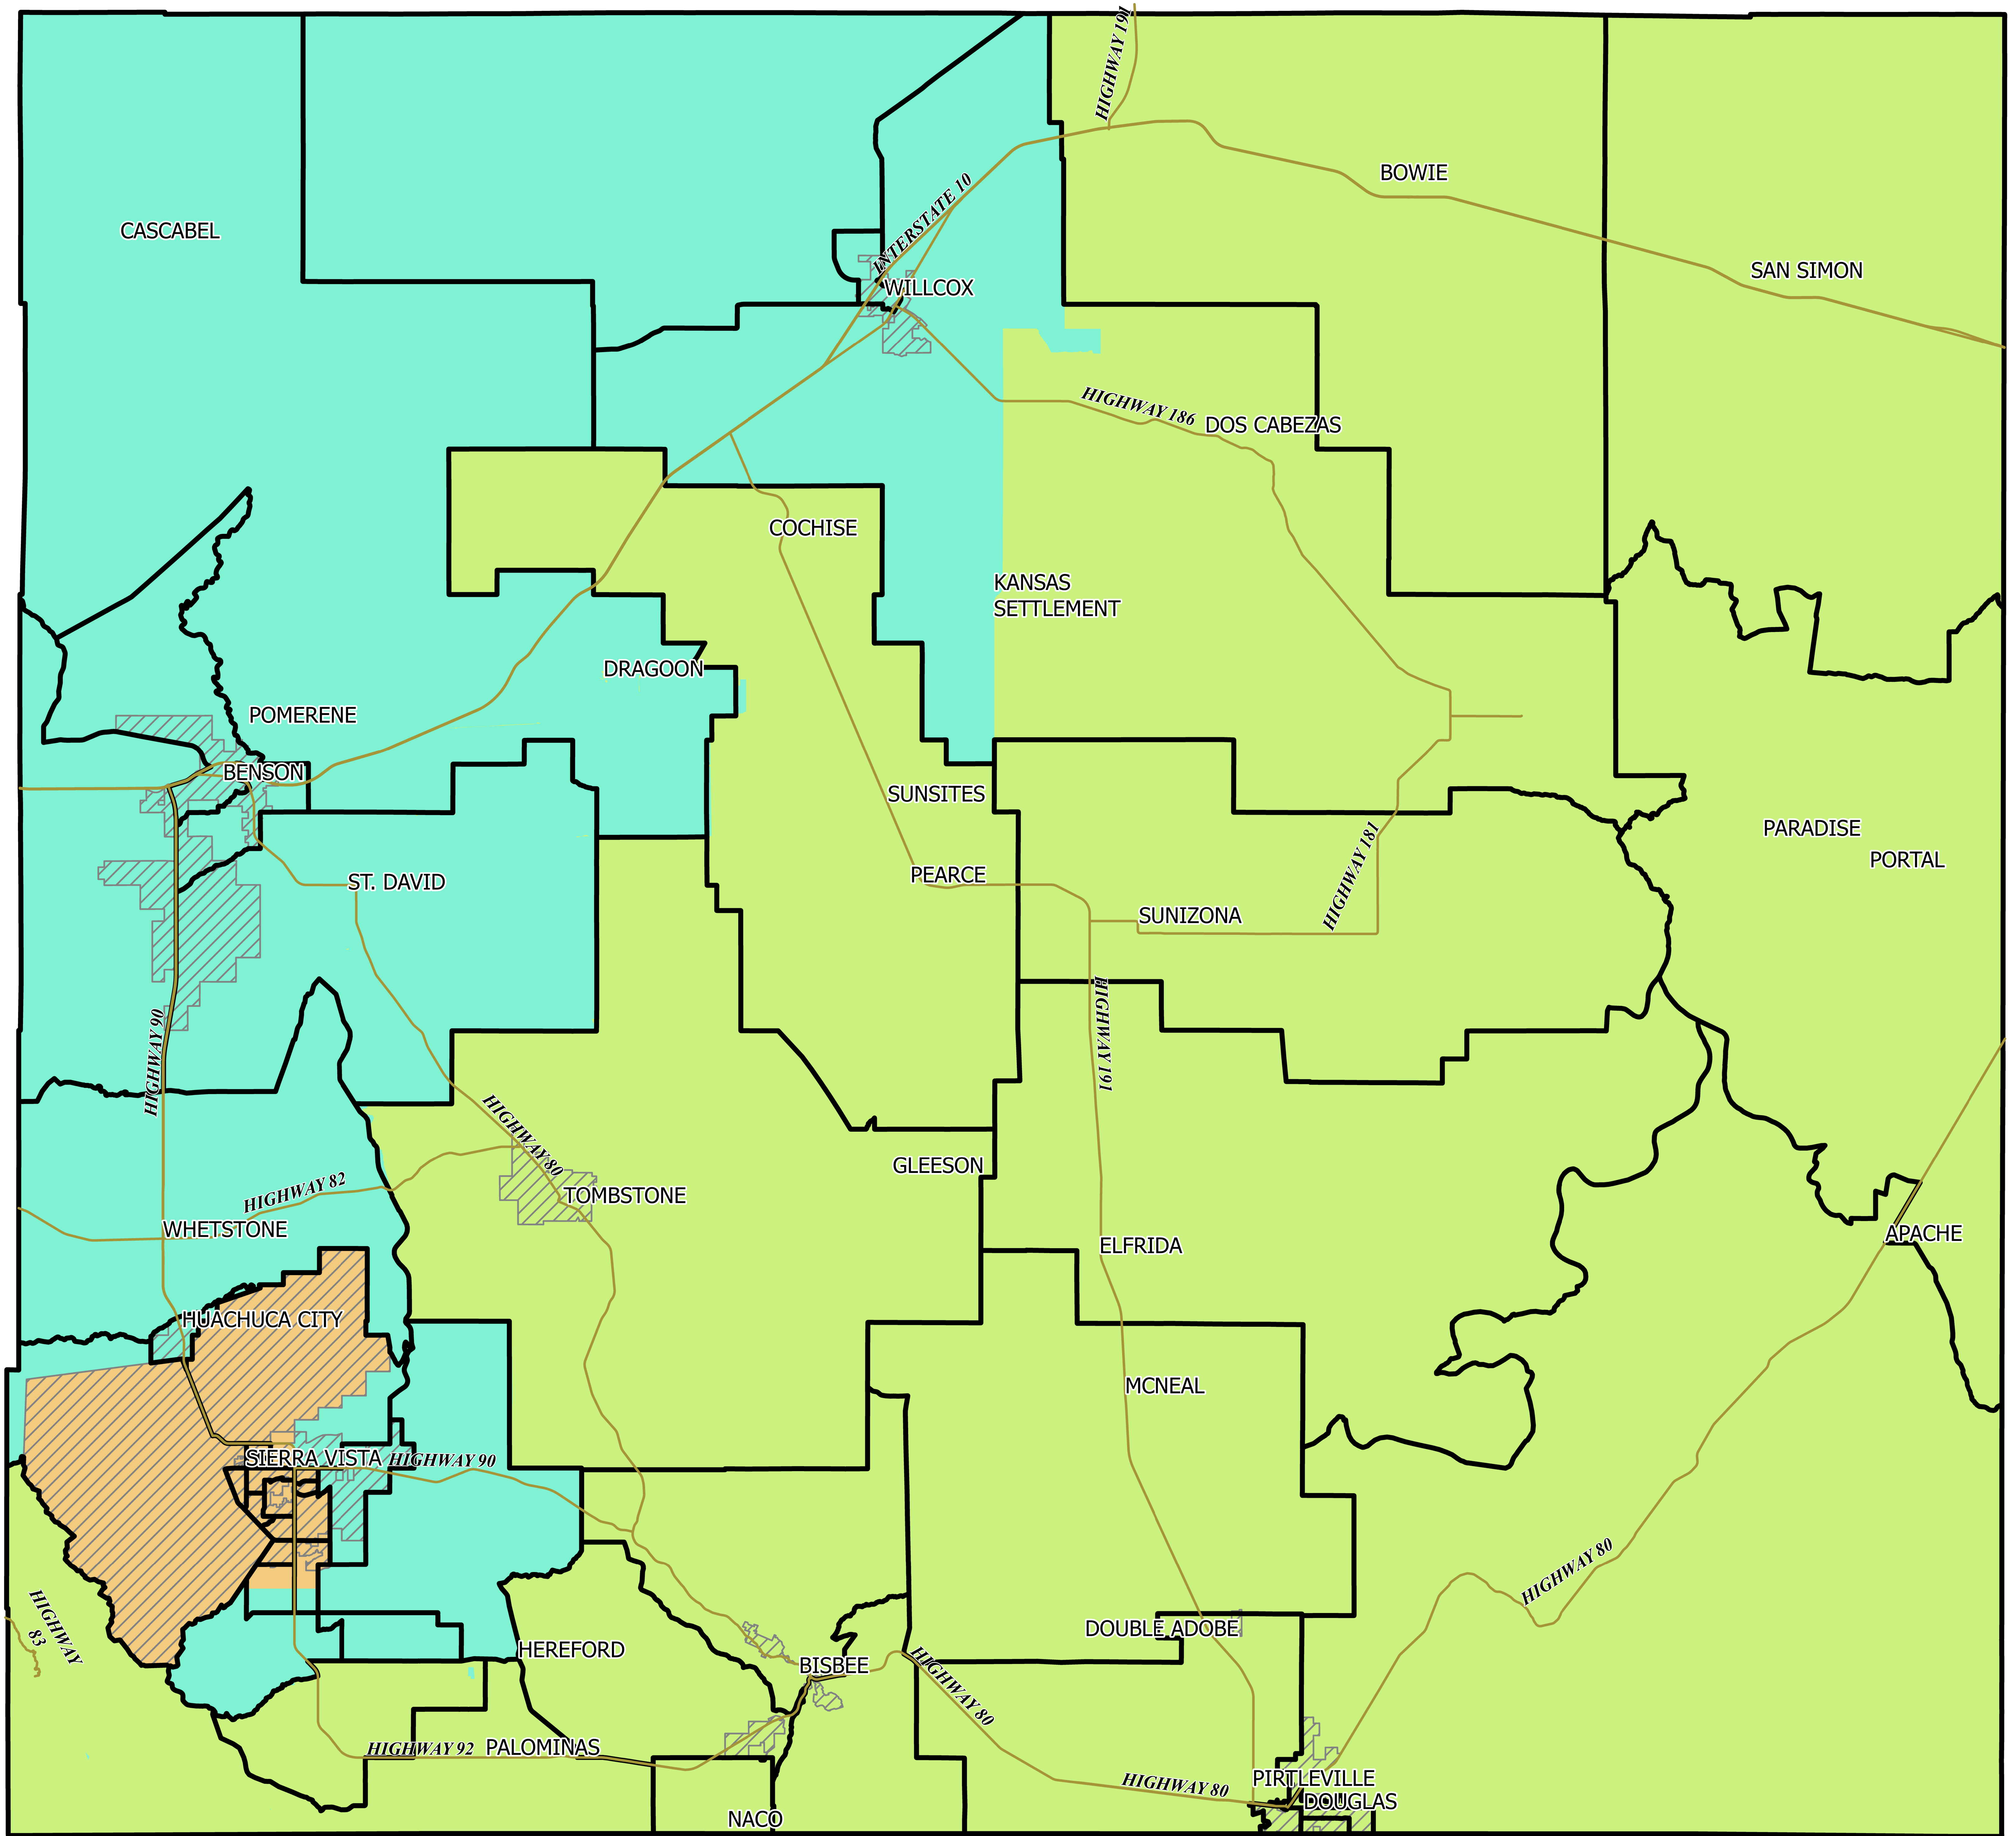 HIGHWAY 191
BOWIE
CASCABEL
INTERSTATE 10
SAN SIMON
WILLCOX
HIGHWAY 186
DOS CABEZAS
COCHISE
KANSAS
SETTLEMENT
DRAGOON
POMERENE
BENSON
SUNSITES
PARADISE
PORTAL
HIGHWAY 181
PEARCE
ST. DAVID
SUNIZONA
HIGHWAY 90
HIGHWAY 191
HIGHWAY 80
GLEESON
HIGHWAY 82
TOMBSTONE
WHETSTONE
APACHE
ELFRIDA
HUACHUCA CITY
MCNEAL
SIERRA VISTA
HIGHWAY 90
HIGHWAY 80
HIGHWAY
83
DOUBLE ADOBE
HEREFORD
BISBEE
HIGHWAY 80
HIGHWAY 92
PALOMINAS
PIRTLEVILLE
HIGHWAY 80
DOUGLAS
NACO